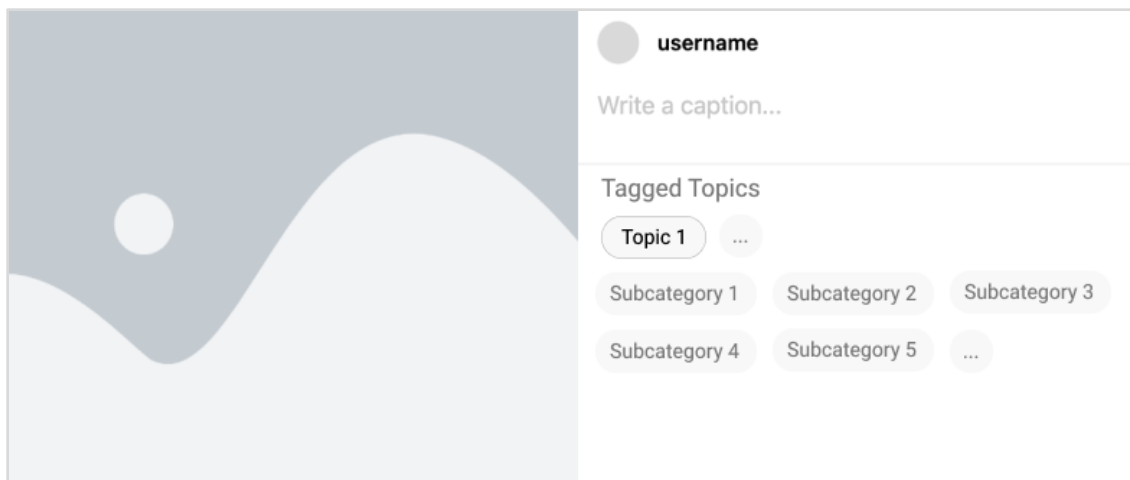 username
Write a caption...
Tagged Topics
Topic 1 ...
Subcategory 1 Subcategory 2 Subcategory 3
Subcategory 4 Subcategory 5 ...